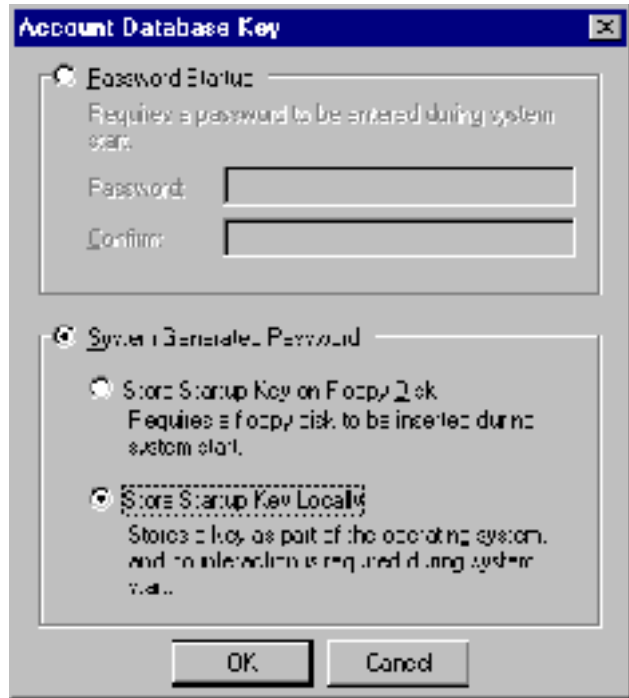 Account Database Key
Password Startup
Requires a password to be entered during system
start.
Password:
Confirm:
System Generated Password
Store Startup Key on Floppy Disk
Requires a floppy disk to be inserted during
system start.
Store Startup Key Locally
Stores a key as part of the operating system,
and no interaction is required during system
start.
OK
Cancel